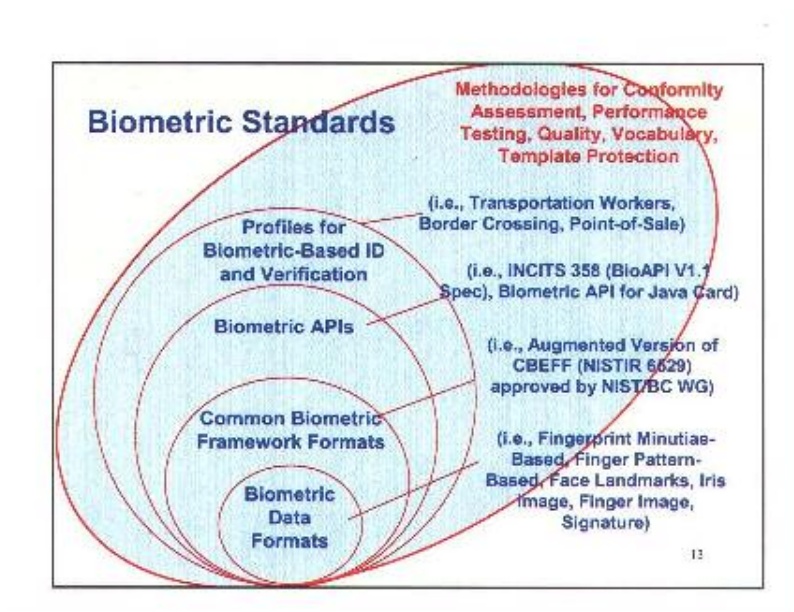 Biometric Standards
Methodologies for Conformity
Assessment, Performance
Testing, Quality, Vocabulary,
Template Protection
Profiles for
Biometric-Based ID
and Verification
(i.e., Transportation Workers,
Border Crossing, Point-of-Sale)
Biometric APIs
(i.e., INCITS 358 (BioAPI V1.1
Spec), Biometric API for Java Card)
Common Biometric
Framework Formats
(i.e., Augmented Version of
CBEFF (NISTIR 6529)
approved by NIST/BC WG)
Biometric
Data
Formats
(i.e., Fingerprint Minutiae-
Based, Finger Pattern-
Based, Face Landmarks, Iris
Image, Finger Image,
Signature)
13